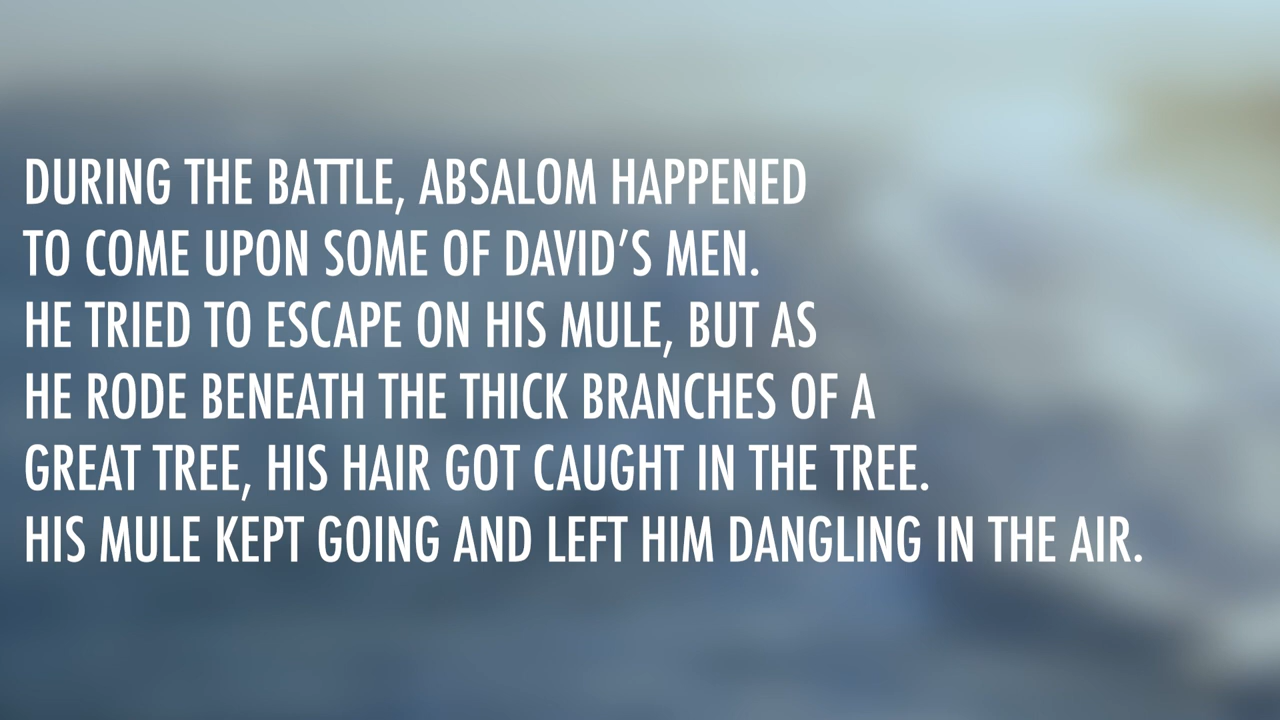 DURING THE BATTLE, ABSALOM HAPPENED
TO COME UPON SOME OF DAVID’S MEN.
HE TRIED TO ESCAPE ON HIS MULE, BUT AS
HE RODE BENEATH THE THICK BRANCHES OF A
GREAT TREE, HIS HAIR GOT CAUGHT IN THE TREE.
HIS MULE KEPT GOING AND LEFT HIM DANGLING IN THE AIR.